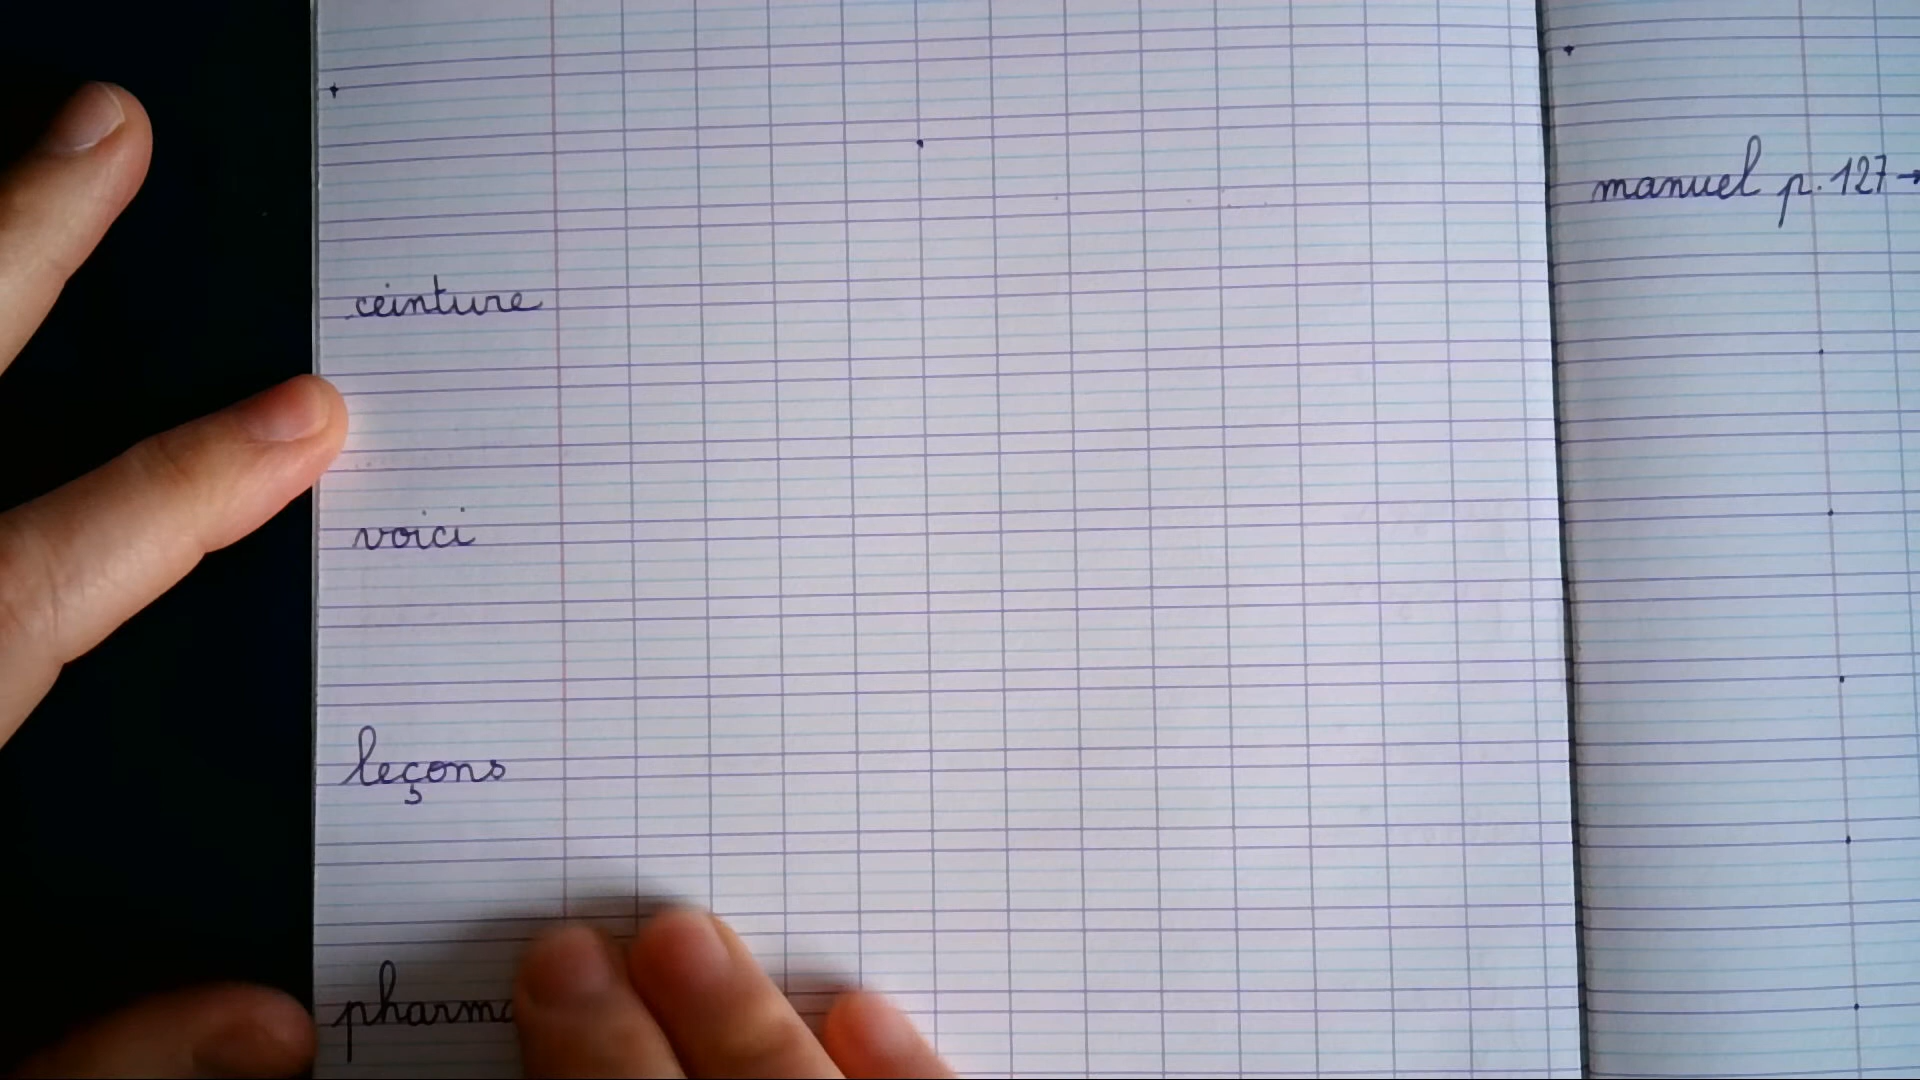 ceinture
voici
leçons
manuel p. 127 →